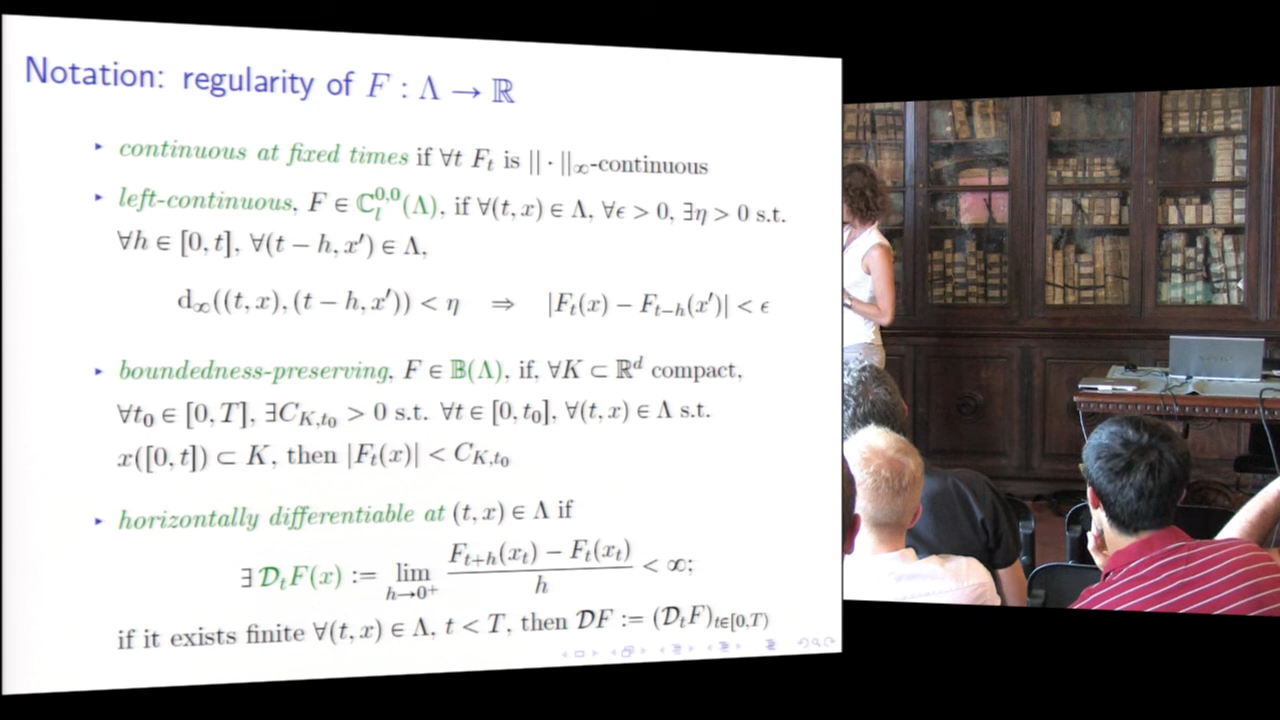 Notation: regularity of F : Λ → ℝ
▸ continuous at fixed times if ∀t F_t is || · ||_∞-continuous
▸ left-continuous, F ∈ ℂ_l^{0,0}(Λ), if ∀(t, x) ∈ Λ, ∀ϵ > 0, ∃η > 0 s.t.
∀h ∈ [0, t], ∀(t − h, x′) ∈ Λ,
d_∞((t, x), (t − h, x′)) < η ⇒ |F_t(x) − F_{t−h}(x′)| < ϵ
▸ boundedness-preserving, F ∈ 𝔹(Λ), if, ∀K ⊂ ℝ^d compact,
∀t_0 ∈ [0, T], ∃C_{K,t_0} > 0 s.t. ∀t ∈ [0, t_0], ∀(t, x) ∈ Λ s.t.
x([0, t]) ⊂ K, then |F_t(x)| < C_{K,t_0}
▸ horizontally differentiable at (t, x) ∈ Λ if
∃ 𝒟_tF(x) := lim_{h→0^+} (F_{t+h}(x_t) − F_t(x_t)) / h < ∞;
if it exists finite ∀(t, x) ∈ Λ, t < T, then 𝒟F := (𝒟_tF)_{t∈[0,T)}